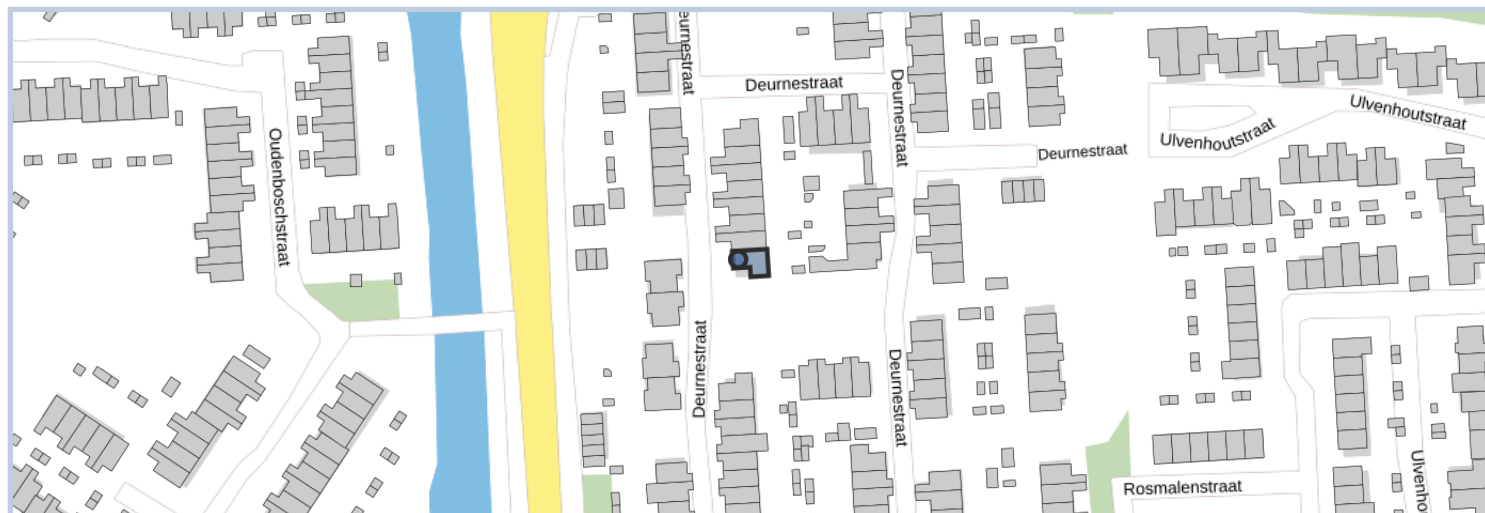 Deurnestraat
Deurnestraat
Deurnestraat
Ulvenhoutstraat
Ulvenhoutstraat
Oudenboschstraat
Deurnestraat
Deurnestraat
Deurnestraat
Rosmalenstraat